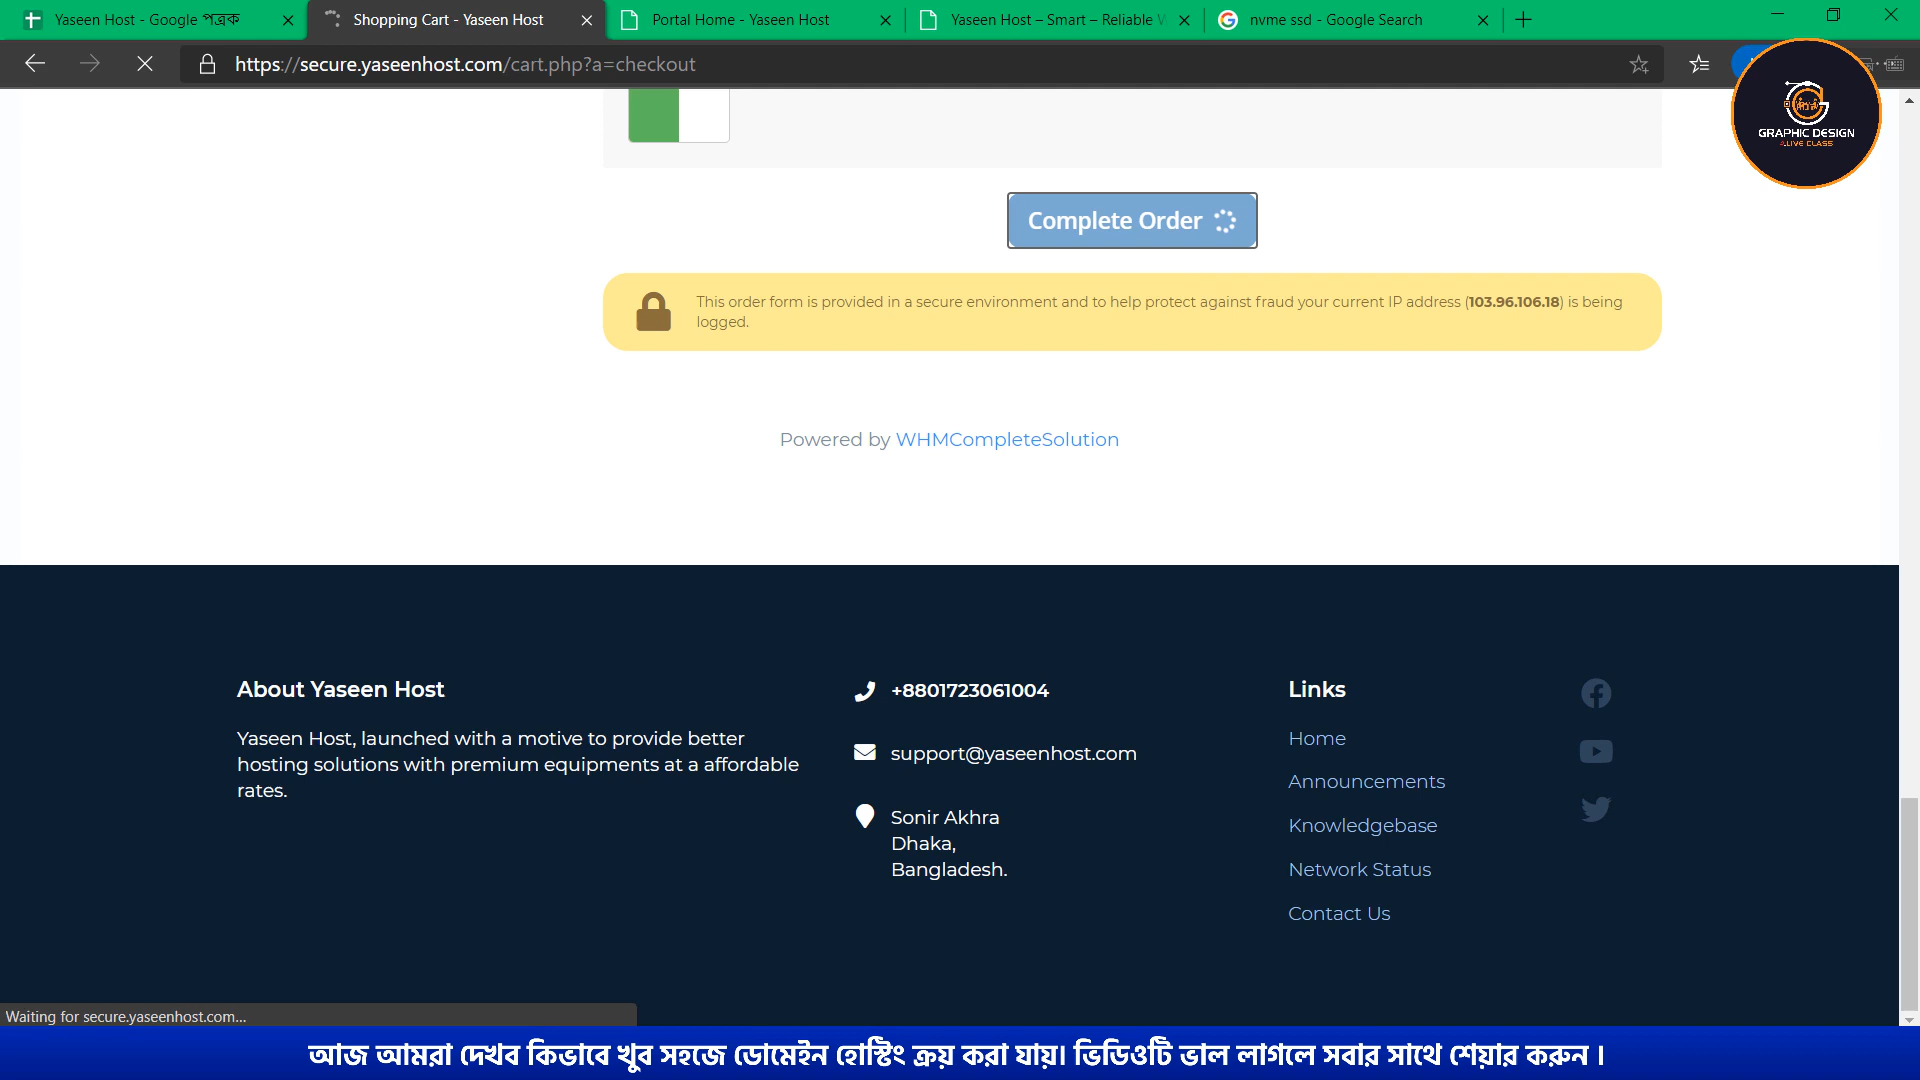 Yaseen Host - Google পত্রক
Shopping Cart - Yaseen Host
Portal Home - Yaseen Host
Yaseen Host – Smart – Reliable
nvme ssd - Google Search
https://secure.yaseenhost.com/cart.php?a=checkout
GRAPHIC DESIGN
LIVE CLASS
Complete Order
This order form is provided in a secure environment and to help protect against fraud your current IP address (103.96.106.18) is being
logged.
Powered by WHMCompleteSolution
About Yaseen Host
Yaseen Host, launched with a motive to provide better
hosting solutions with premium equipments at a affordable
rates.
+8801723061004
support@yaseenhost.com
Sonir Akhra
Dhaka,
Bangladesh.
Links
Home
Announcements
Knowledgebase
Network Status
Contact Us
Waiting for secure.yaseenhost.com...
আজ আমরা দেখব কিভাবে খুব সহজে ডোমেইন হোস্টিং ক্রয় করা যায়। ভিডিওটি ভাল লাগলে সবার সাথে শেয়ার করুন ।